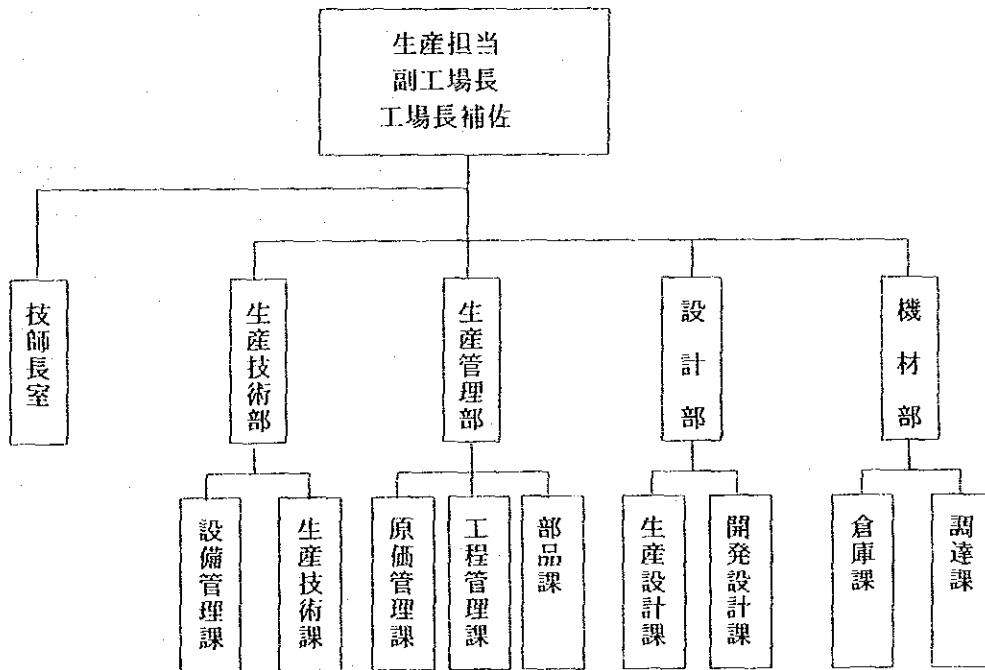 生産担当
副工場長
工場長補佐
技師長室
生産技術部
生産管理部
設計部
機材部
設備管理課
生産技術課
原価管理課
工程管理課
部品課
生産設計課
開発設計課
倉庫課
調達課